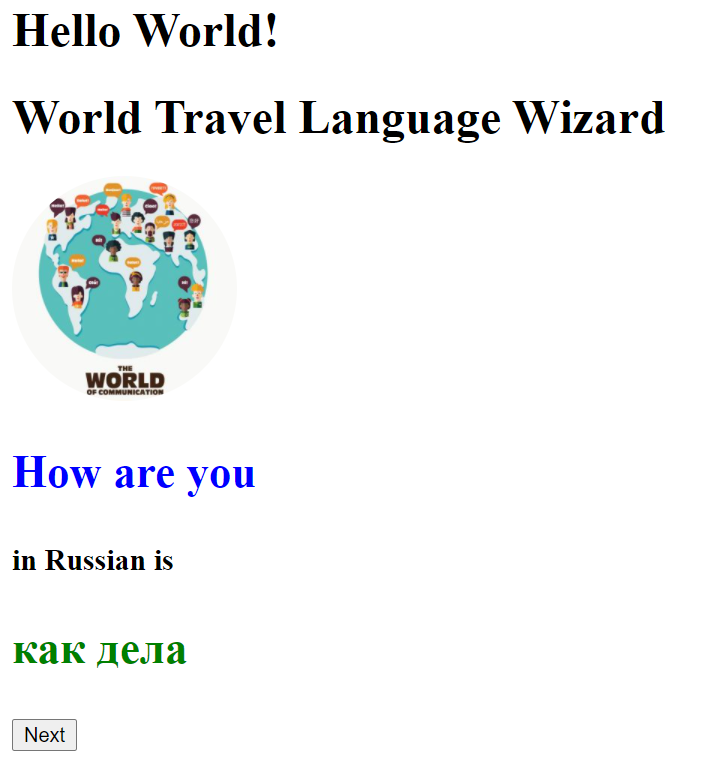 Hello World!
World Travel Language Wizard
THE
WORLD
OF COMMUNICATION
How are you
in Russian is
как дела
Next